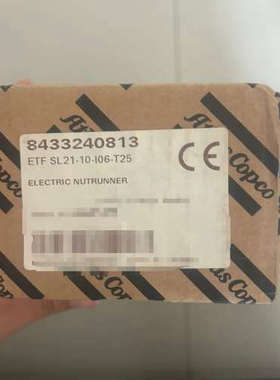 8433240813
ETF SL21-10-I06-T25
CE
ELECTRIC NUTRUNNER
Atlas Copco